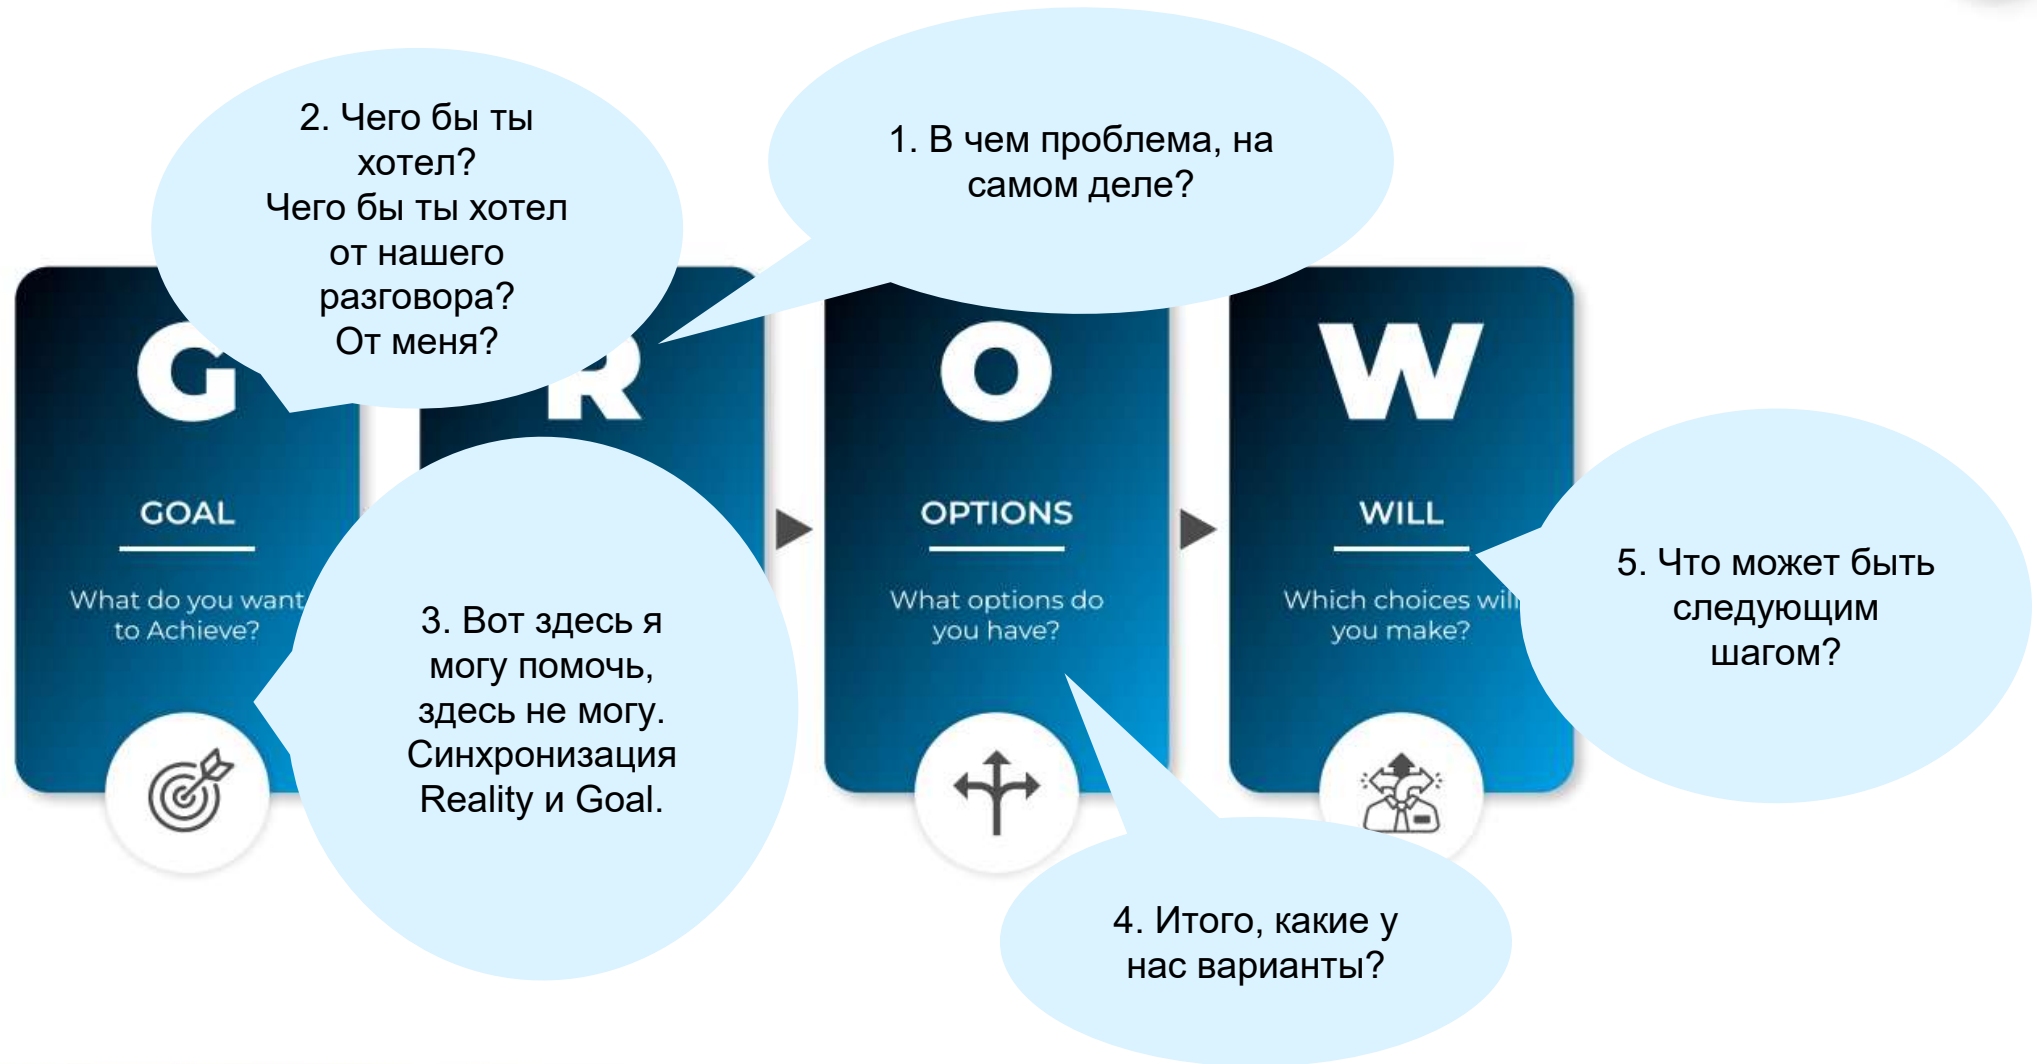 2. Чего бы ты
хотел?
Чего бы ты хотел
от нашего
разговора?
От меня?
1. В чем проблема, на
самом деле?
G
R
O
W
GOAL
What do you want
to Achieve?
3. Вот здесь я
могу помочь,
здесь не могу.
Синхронизация
Reality и Goal.
OPTIONS
What options do
you have?
WILL
Which choices will
you make?
5. Что может быть
следующим
шагом?
4. Итого, какие у
нас варианты?